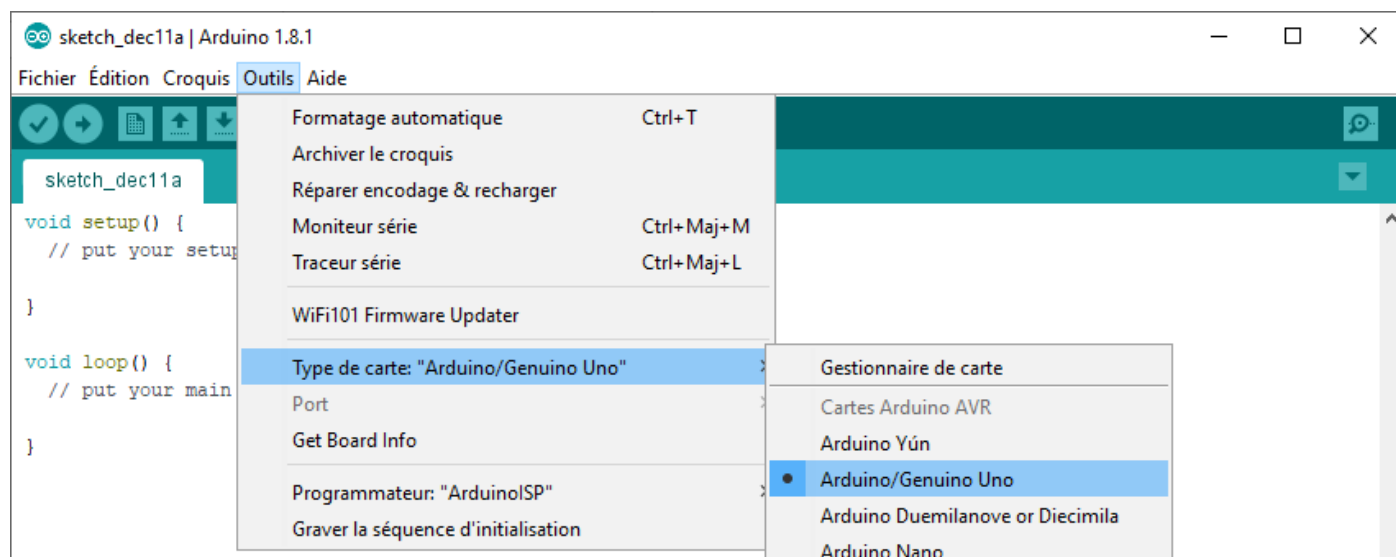 sketch_dec11a | Arduino 1.8.1
Fichier Édition Croquis Outils Aide
Formatage automatique Ctrl+T
Archiver le croquis
Réparer encodage & recharger
Moniteur série Ctrl+Maj+M
Traceur série Ctrl+Maj+L
WiFi101 Firmware Updater
Type de carte: "Arduino/Genuino Uno"
Port
Get Board Info
Programmateur: "ArduinoISP"
Graver la séquence d'initialisation
Gestionnaire de carte
Cartes Arduino AVR
Arduino Yún
Arduino/Genuino Uno
Arduino Duemilanove or Diecimila
Arduino Nano
sketch_dec11a
void setup() {
// put your setup
}
void loop() {
// put your main
}